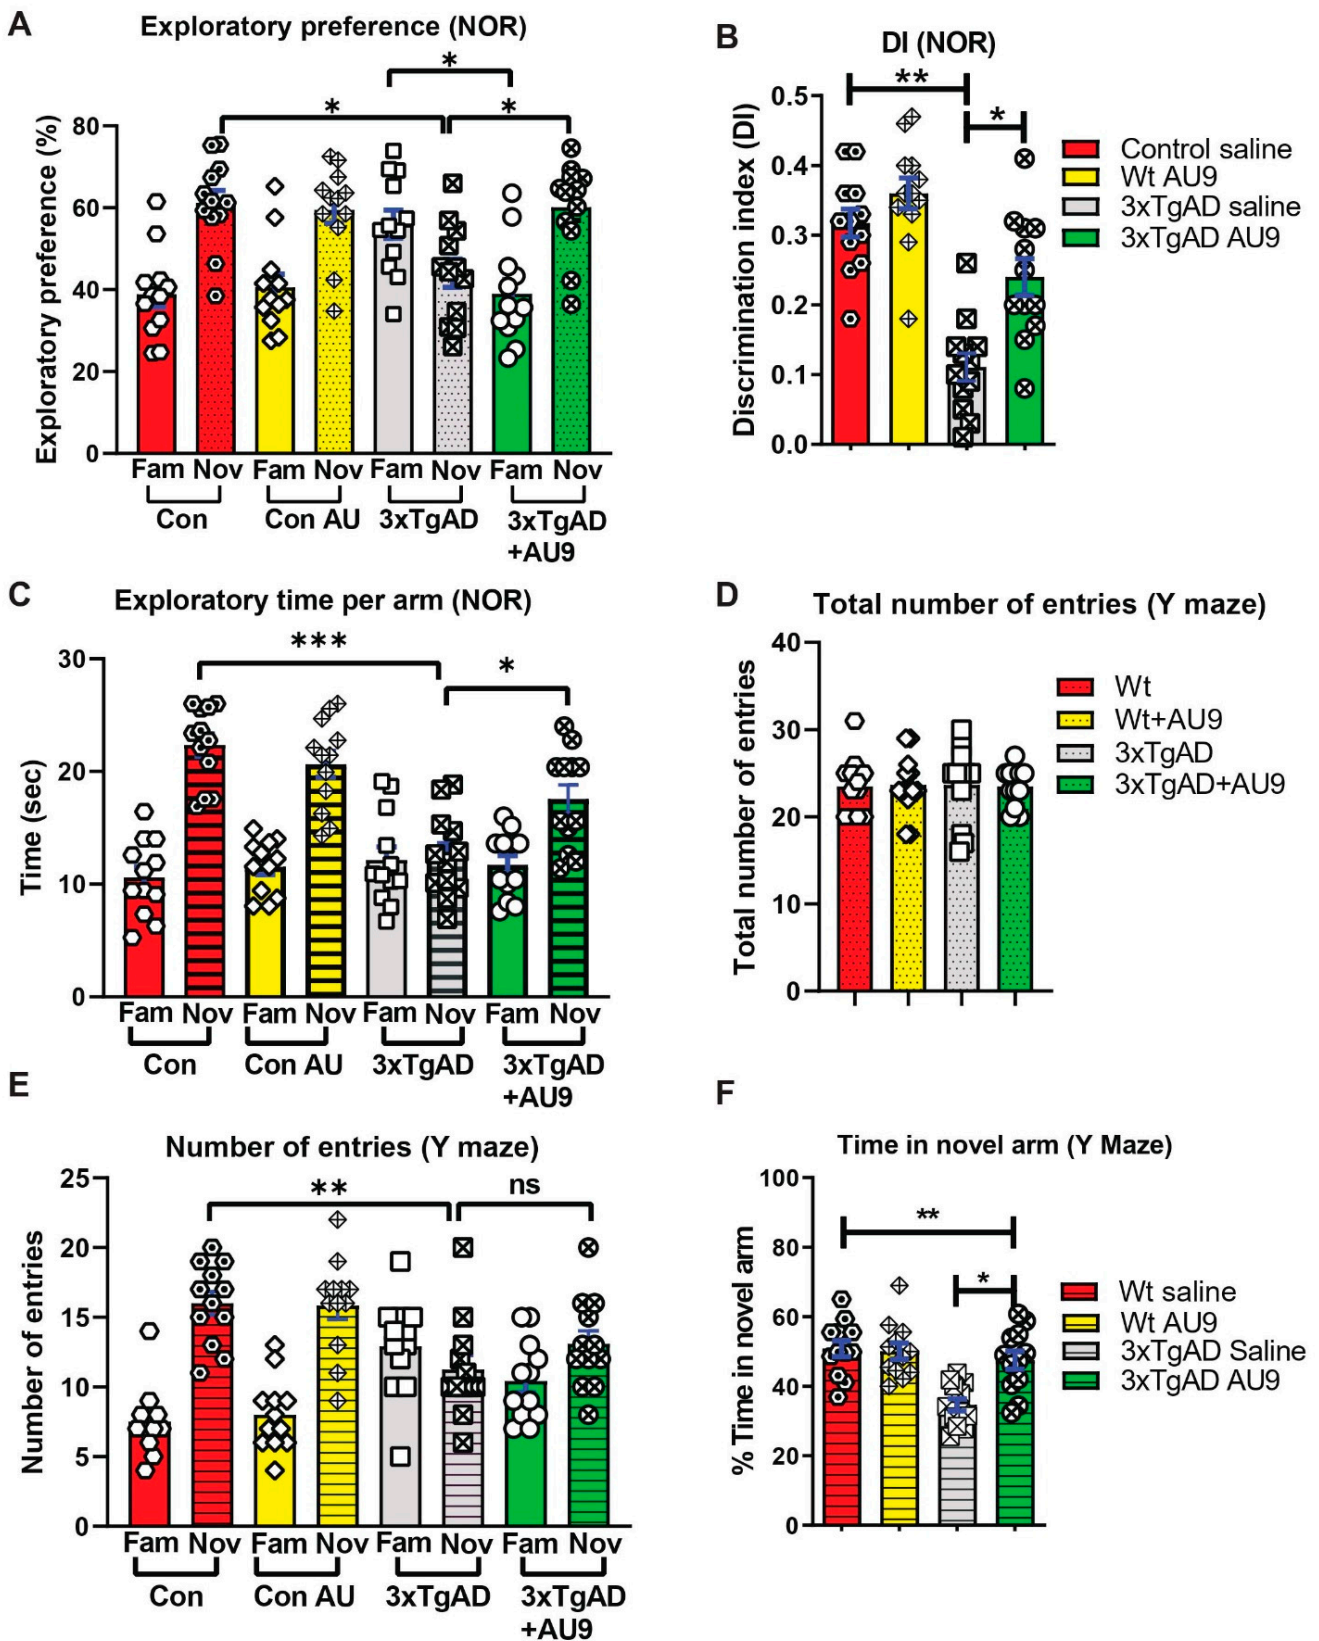 A
Exploratory preference (NOR)
*
*
*
Exploratory preference (%)
80
60
40
20
0
Fam Nov Fam Nov Fam Nov Fam Nov
Con
Con AU
3xTgAD
3xTgAD
+AU9
B
DI (NOR)
**
*
Discrimination index (DI)
0.5
0.4
0.3
0.2
0.1
0.0
Control saline
Wt AU9
3xTgAD saline
3xTgAD AU9
C
Exploratory time per arm (NOR)
***
*
Time (sec)
30
20
10
0
Fam Nov Fam Nov Fam Nov Fam Nov
Con
Con AU
3xTgAD
3xTgAD
+AU9
D
Total number of entries (Y maze)
Total number of entries
40
30
20
10
0
Wt
Wt+AU9
3xTgAD
3xTgAD+AU9
E
Number of entries (Y maze)
**
ns
Number of entries
25
20
15
10
5
0
Fam Nov Fam Nov Fam Nov Fam Nov
Con
Con AU
3xTgAD
3xTgAD
+AU9
F
Time in novel arm (Y Maze)
**
*
% Time in novel arm
100
80
60
40
20
0
Wt saline
Wt AU9
3xTgAD Saline
3xTgAD AU9